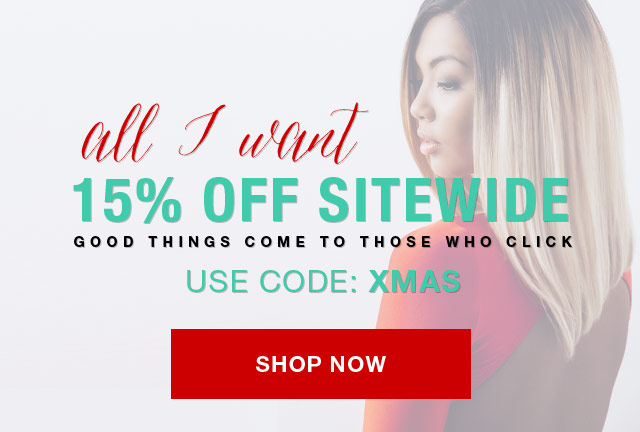 all I want
15% OFF SITEWIDE
GOOD THINGS COME TO THOSE WHO CLICK
USE CODE: XMAS
SHOP NOW